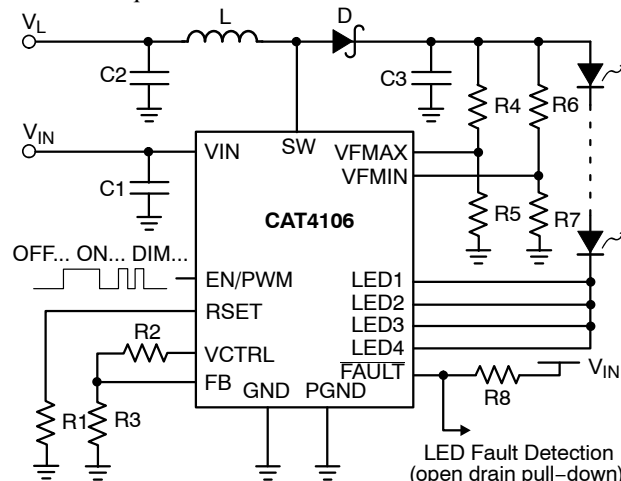 VL
L
D
C2
C3
R4
R6
VIN
VIN
SW
VFMAX
VFMIN
C1
R5
R7
CAT4106
OFF... ON... DIM...
EN/PWM
LED1
RSET
LED2
LED3
R2
VCTRL
LED4
FAULT
FB
VIN
GND
PGND
R8
R1
R3
LED Fault Detection
(open drain pull−down)